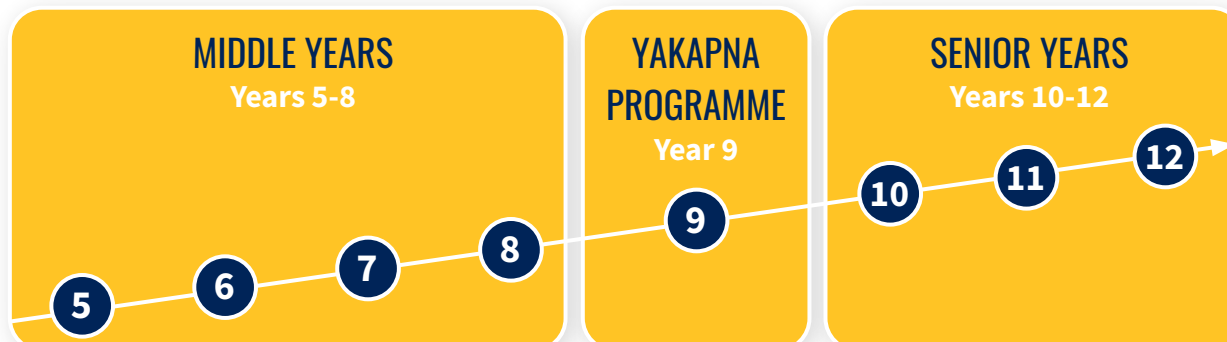 MIDDLE YEARS
Years 5-8
5
6
7
8
YAKAPNA
PROGRAMME
Year 9
9
SENIOR YEARS
Years 10-12
10
11
12